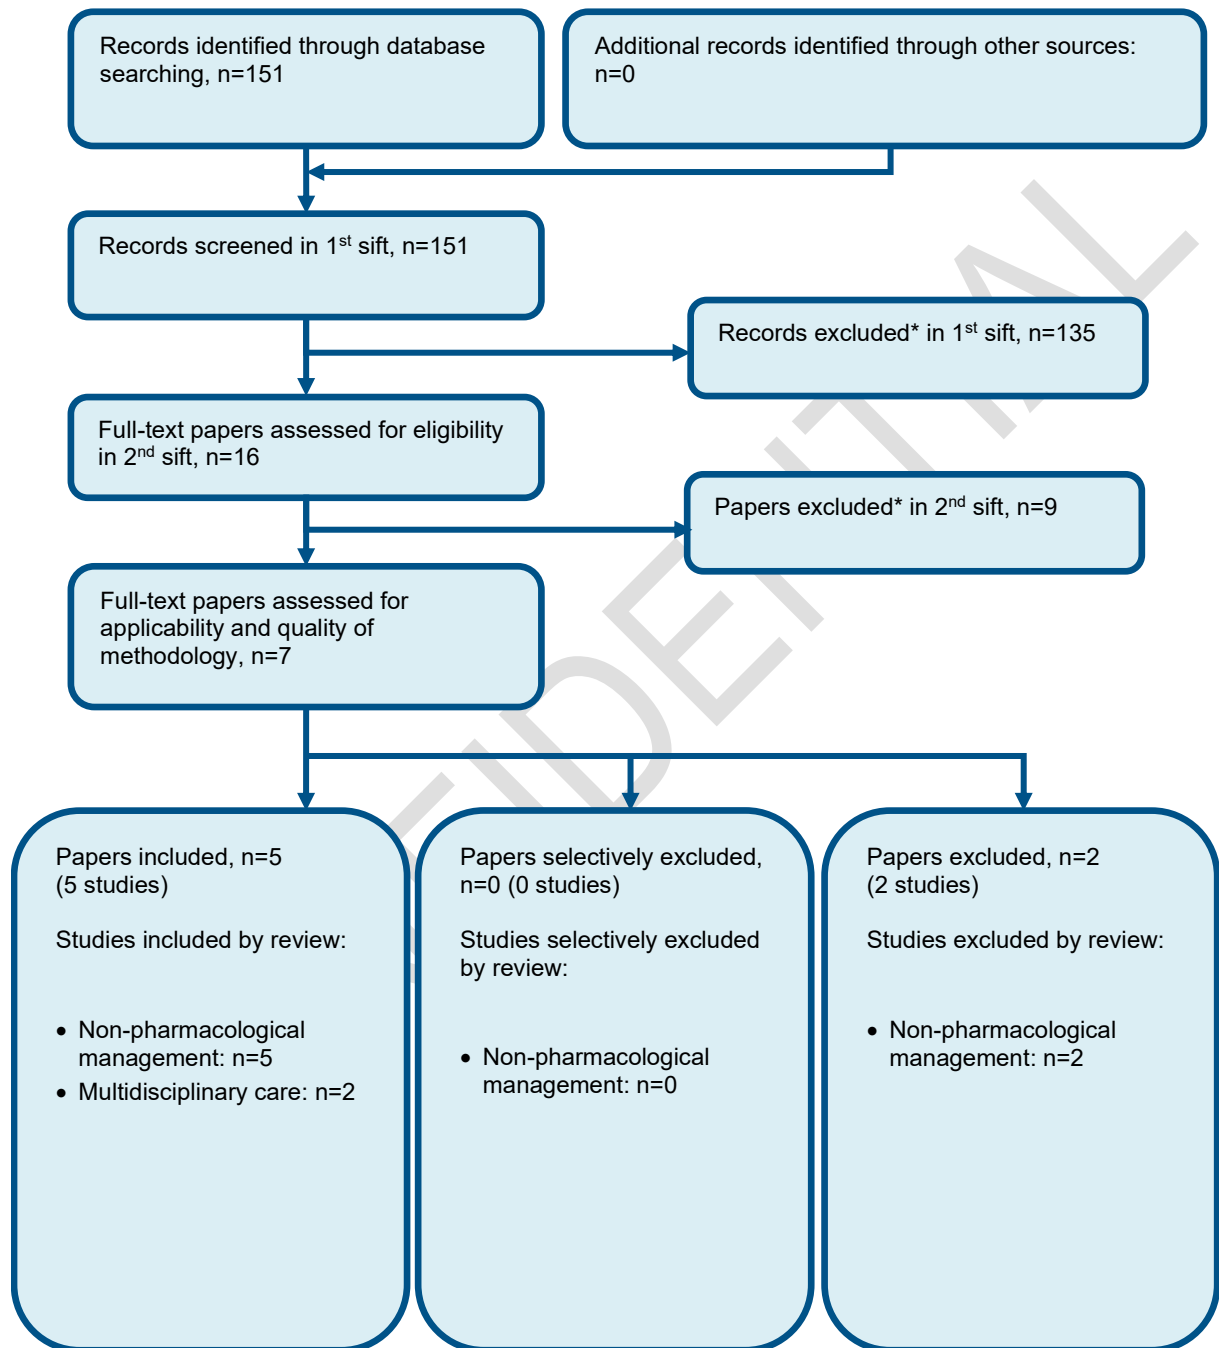 Records identified through database
searching, n=151
Additional records identified through other sources:
n=0
Records screened in 1st sift, n=151
Records excluded* in 1st sift, n=135
Full-text papers assessed for eligibility
in 2nd sift, n=16
Papers excluded* in 2nd sift, n=9
Full-text papers assessed for
applicability and quality of
methodology, n=7
Papers included, n=5
(5 studies)
Studies included by review:
• Non-pharmacological
management: n=5
• Multidisciplinary care: n=2
Papers selectively excluded,
n=0 (0 studies)
Studies selectively excluded
by review:
• Non-pharmacological
management: n=0
Papers excluded, n=2
(2 studies)
Studies excluded by review:
• Non-pharmacological
management: n=2